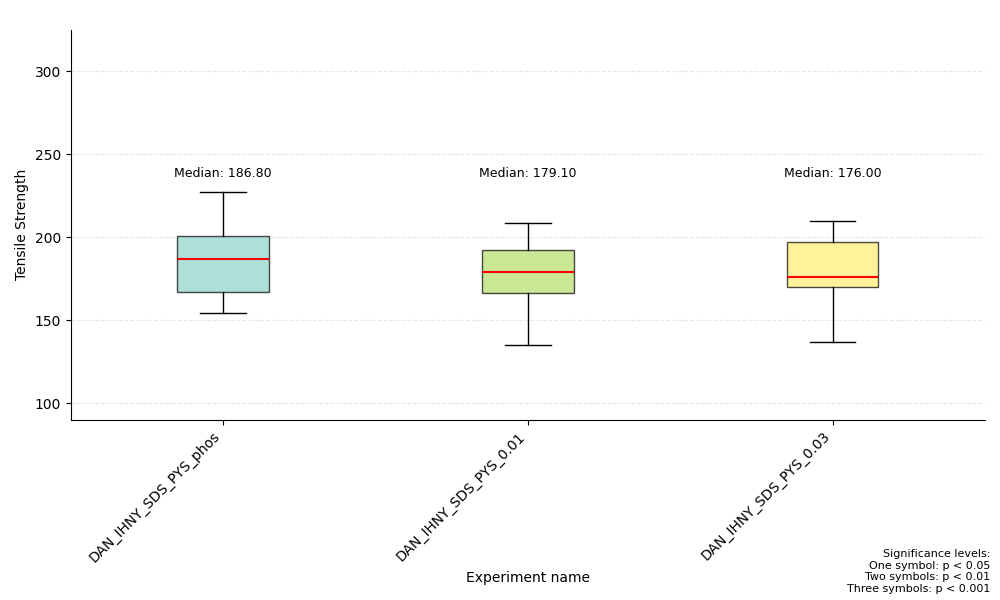 300
250
200
150
100
Tensile Strength
Median: 186.80
Median: 179.10
Median: 176.00
DAN_IHNY_SDS_PYS_phos
DAN_IHNY_SDS_PYS_0.01
DAN_IHNY_SDS_PYS_0.03
Experiment name
Significance levels:
One symbol: p < 0.05
Two symbols: p < 0.01
Three symbols: p < 0.001